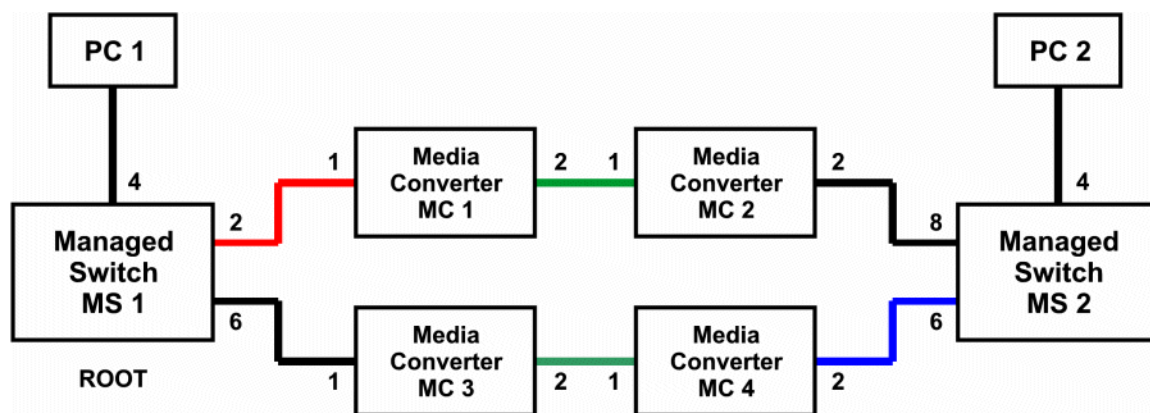 PC 1
PC 2
4
4
1
Media
Converter
MC 1
2
1
Media
Converter
MC 2
2
Managed
Switch
MS 1
2
6
8
6
Managed
Switch
MS 2
ROOT
1
Media
Converter
MC 3
2
1
Media
Converter
MC 4
2